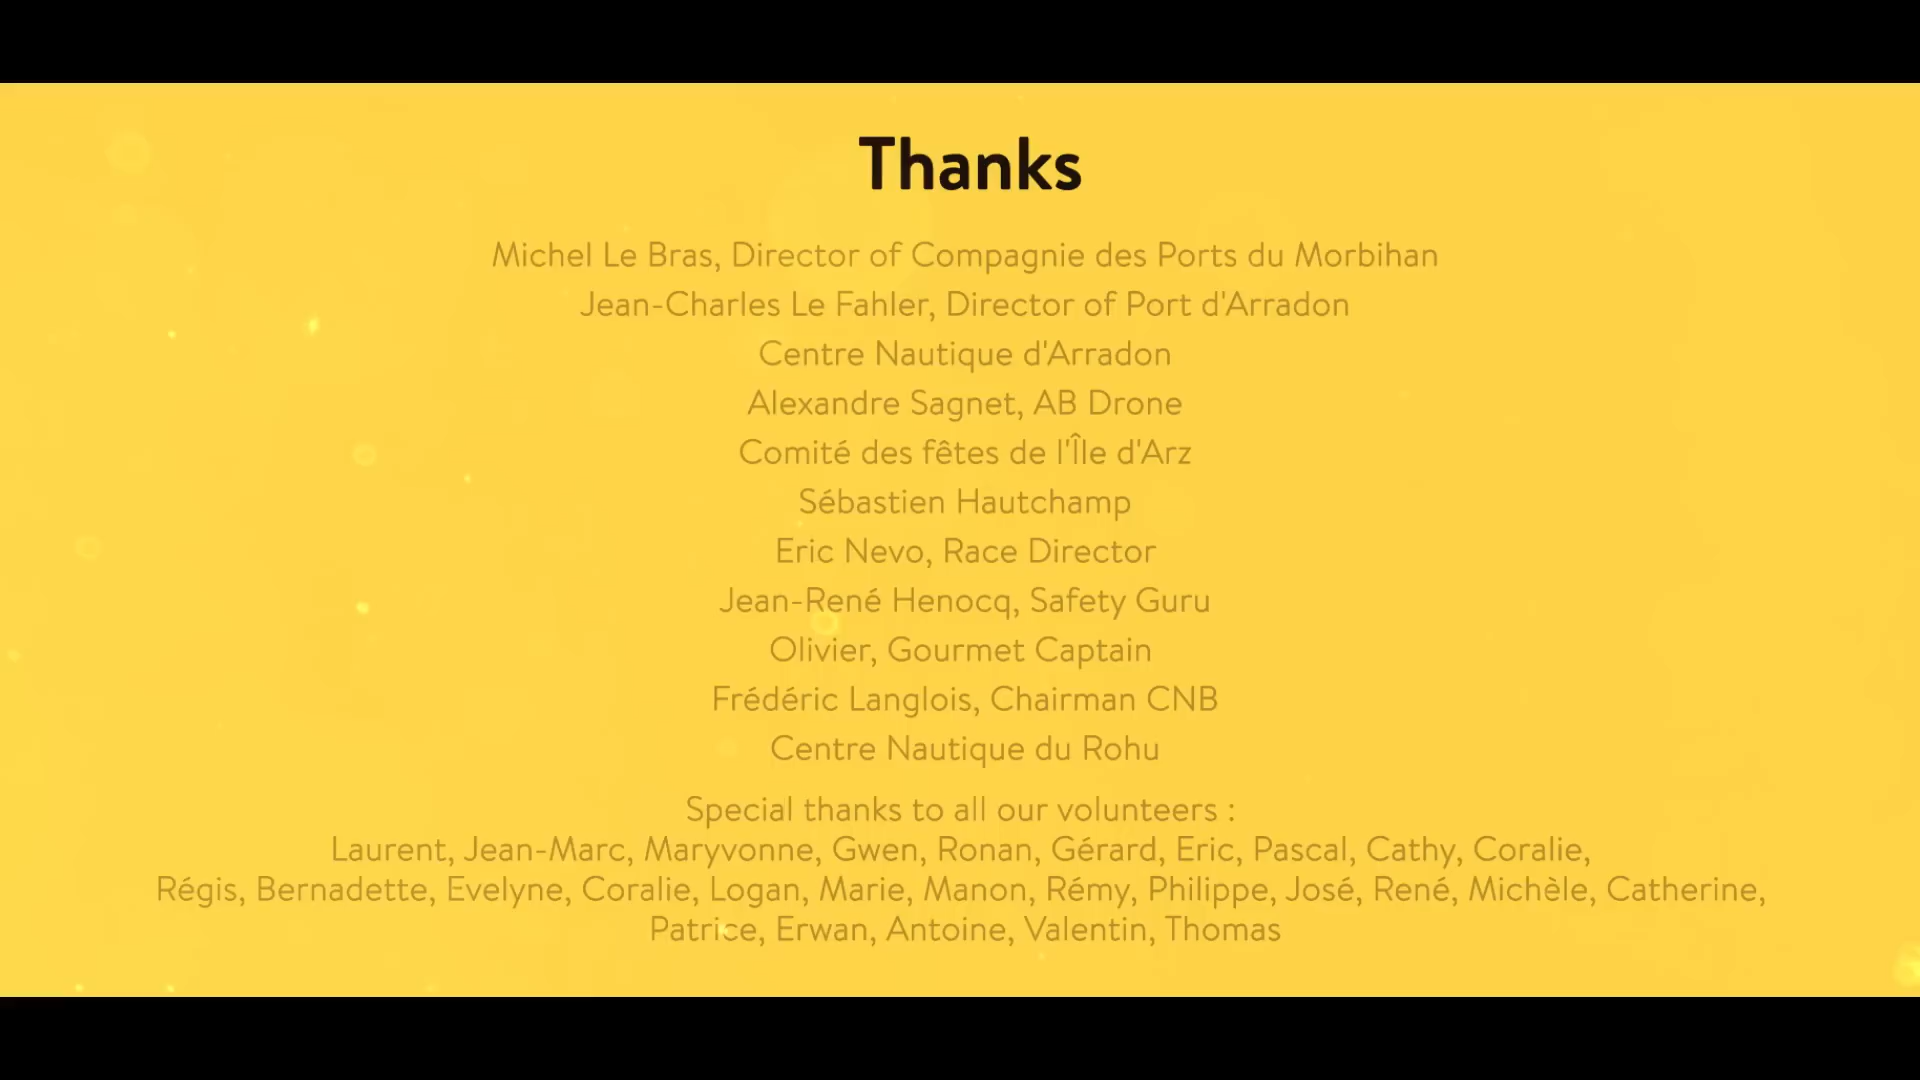 Thanks
Michel Le Bras, Director of Compagnie des Ports du Morbihan
Jean-Charles Le Fahler, Director of Port d'Arradon
Centre Nautique d'Arradon
Alexandre Sagnet, AB Drone
Comité des fêtes de l'Île d'Arz
Sébastien Hautchamp
Eric Nevo, Race Director
Jean-René Henocq, Safety Guru
Olivier, Gourmet Captain
Frédéric Langlois, Chairman CNB
Centre Nautique du Rohu
Special thanks to all our volunteers :
Laurent, Jean-Marc, Maryvonne, Gwen, Ronan, Gérard, Eric, Pascal, Cathy, Coralie,
Régis, Bernadette, Evelyne, Coralie, Logan, Marie, Manon, Rémy, Philippe, José, René, Michèle, Catherine,
Patrice, Erwan, Antoine, Valentin, Thomas